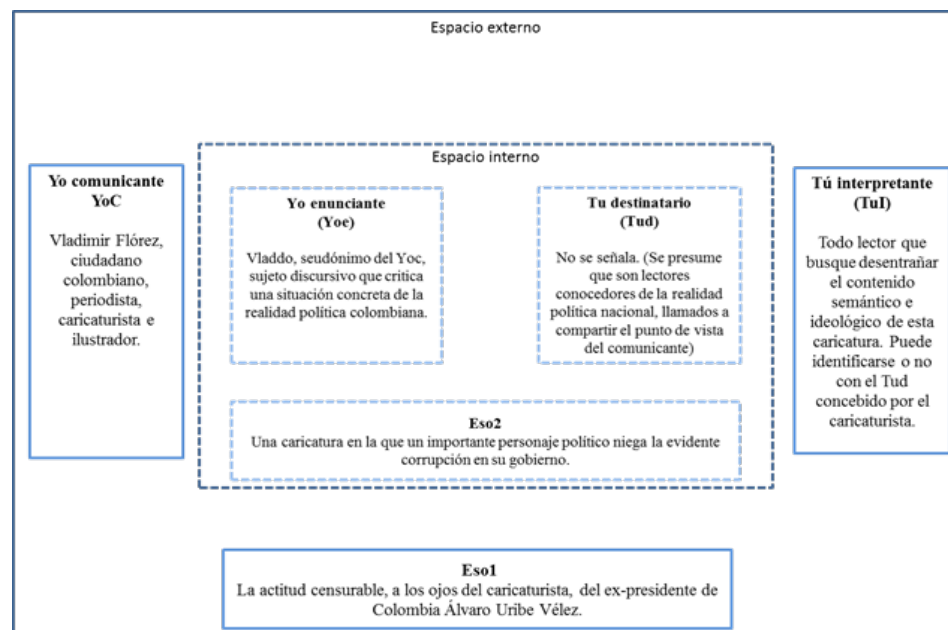 Espacio externo
Espacio interno
Yo comunicante
YoC
Vladimir Flórez,
ciudadano
colombiano,
periodista,
caricaturista e
ilustrador.
Yo enunciante
(Yoe)
Vladdo, seudónimo del Yoc,
sujeto discursivo que critica
una situación concreta de la
realidad política colombiana.
Tu destinatario
(Tud)
No se señala. (Se presume
que son lectores
conocedores de la realidad
política nacional, llamados a
compartir el punto de vista
del comunicante)
Tú interpretante
(TuI)
Todo lector que
busque desentrañar
el contenido
semántico e
ideológico de esta
caricatura. Puede
identificarse o no
con el Tud
concebido por el
caricaturista.
Eso2
Una caricatura en la que un importante personaje político niega la evidente
corrupción en su gobierno.
Eso1
La actitud censurable, a los ojos del caricaturista, del ex-presidente de
Colombia Álvaro Uribe Vélez.